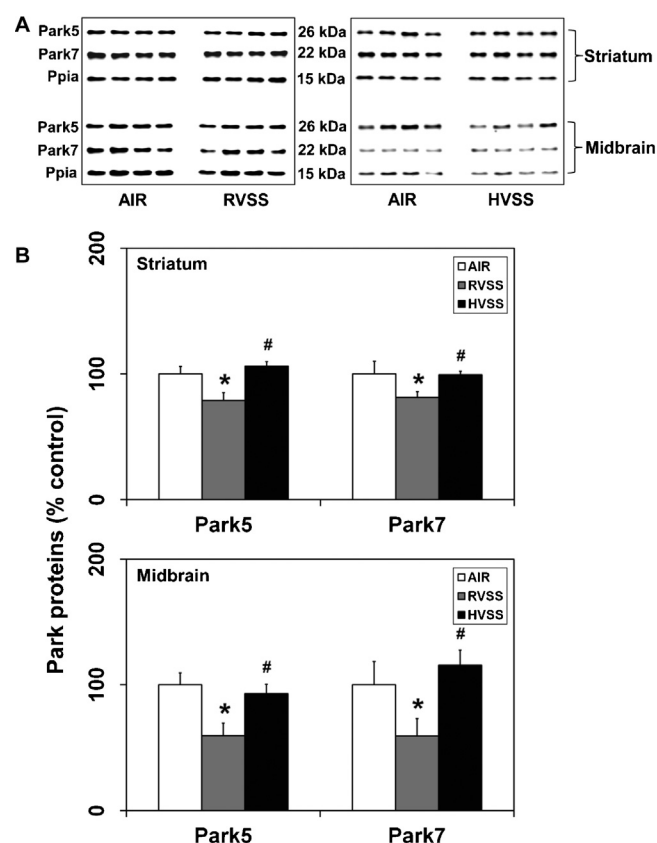 A
Park5 26 kDa
Park7 22 kDa Striatum
Ppia 15 kDa
Park5 26 kDa
Park7 22 kDa Midbrain
Ppia 15 kDa
AIR RVSS AIR HVSS
B
Park proteins (% control)
200
Striatum
AIR
RVSS
HVSS
100
* # * #
0
Park5 Park7
200
Midbrain
AIR
RVSS
HVSS
100
* # * #
0
Park5 Park7